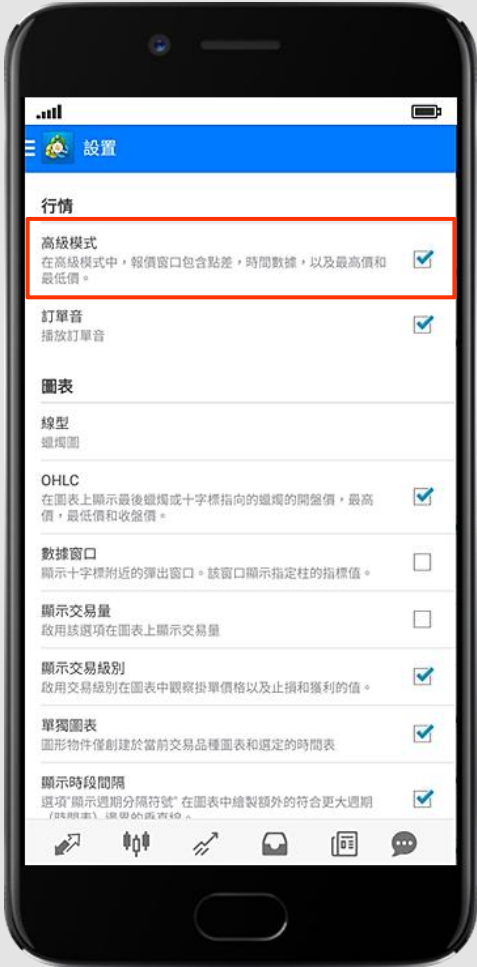 設置
行情
高級模式
在高級模式中，報價窗口包含點差，時間數據，以及最高價和
最低價。
訂單音
播放訂單音
圖表
線型
蠟燭圖
OHLC
在圖表上顯示最後蠟燭或十字標指向的蠟燭的開盤價，最高
價，最低價和收盤價。
數據窗口
顯示十字標附近的彈出窗口。該窗口顯示指定柱的指標值。
顯示交易量
啟用該選項在圖表上顯示交易量
顯示交易級別
啟用交易級別在圖表中觀察掛單價格以及止損和獲利的值。
單獨圖表
圖形物件僅創建於當前交易品種圖表和選定的時間表
顯示時段間隔
選項"顯示週期分隔符號" 在圖表中繪製額外的符合更大週期
（時間表）邊界的垂直線。